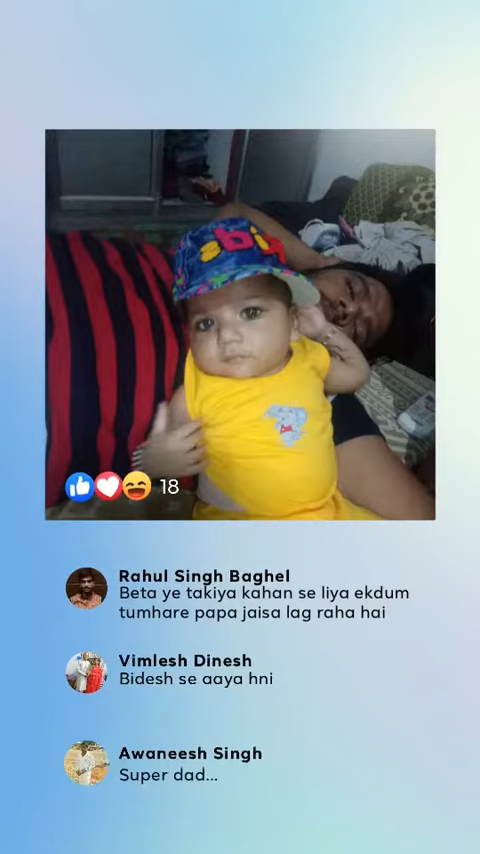 abip
18
Rahul Singh Baghel
Beta ye takiya kahan se liya ekdum
tumhare papa jaisa lag raha hai
Vimlesh Dinesh
Bidesh se aaya hni
Awaneesh Singh
Super dad...